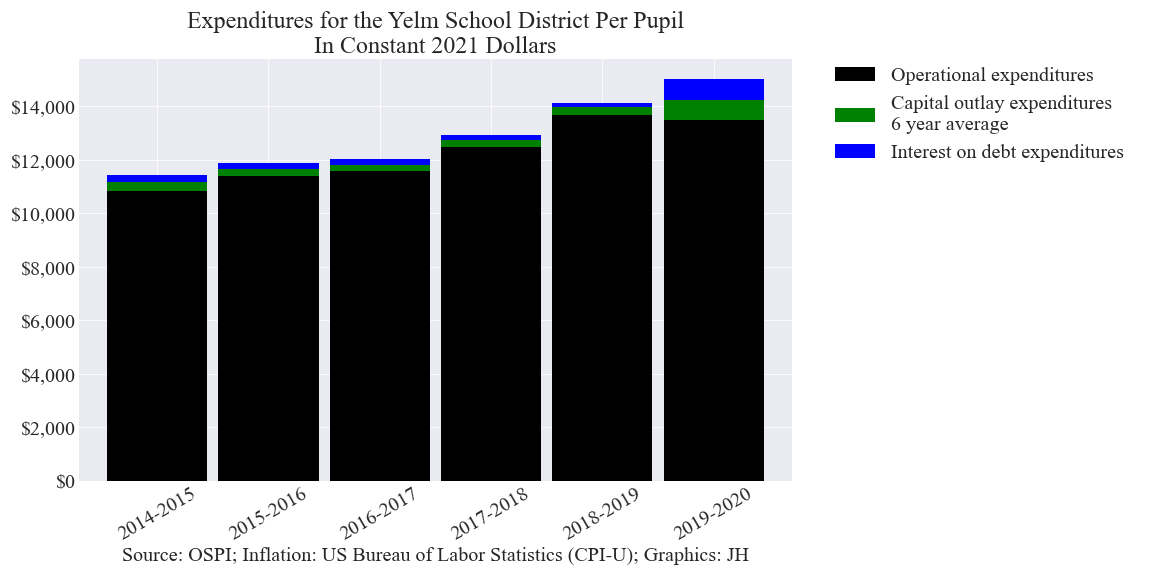 Expenditures for the Yelm School District Per Pupil
In Constant 2021 Dollars
Operational expenditures
Capital outlay expenditures
6 year average
Interest on debt expenditures
$14,000
$12,000
$10,000
$8,000
$6,000
$4,000
$2,000
$0
2014-2015
2015-2016
2016-2017
2017-2018
2018-2019
2019-2020
Source: OSPI; Inflation: US Bureau of Labor Statistics (CPI-U); Graphics: JH